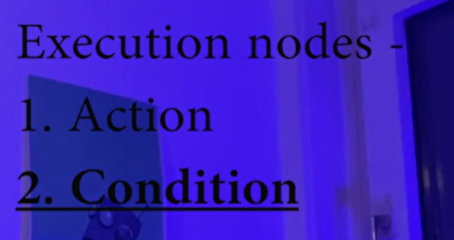 Execution nodes -
1. Action
2. Condition